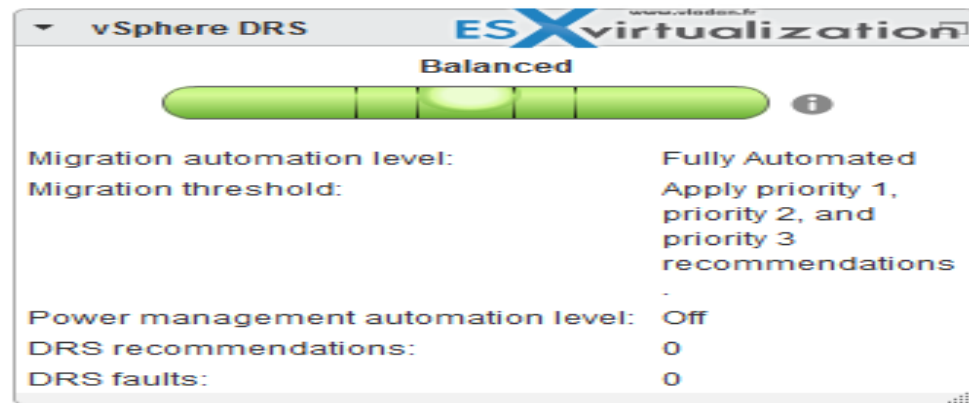 www.vladan.fr
vSphere DRS ESXvirtualization
Balanced
Migration automation level: Fully Automated
Migration threshold: Apply priority 1,
priority 2, and
priority 3
recommendations
.
Power management automation level: Off
DRS recommendations: 0
DRS faults: 0